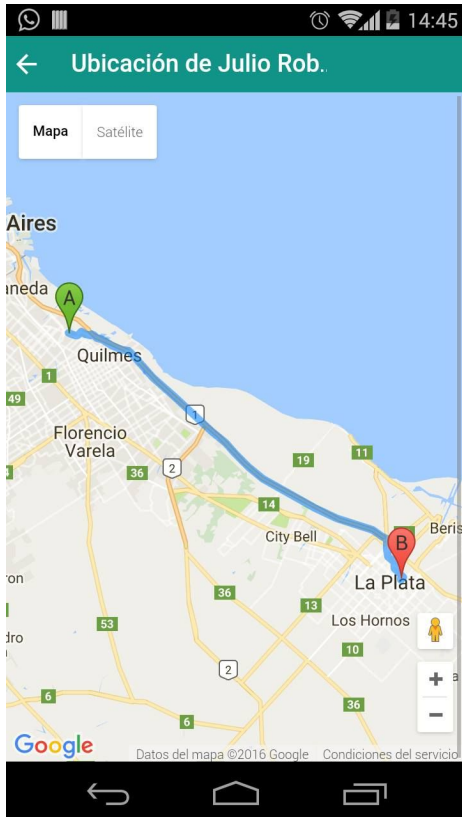 14:45
Ubicación de Julio Rob..
Mapa Satélite
Aires
aneda
A
Quilmes
1
49
1
Florencio
Varela
2
36
19
11
14
City Bell
B
Beris
La Plata
ron
36
13
Los Hornos
53
dro
10
2
+
a
6
36
6
−
Google
Datos del mapa ©2016 Google Condiciones del servicio